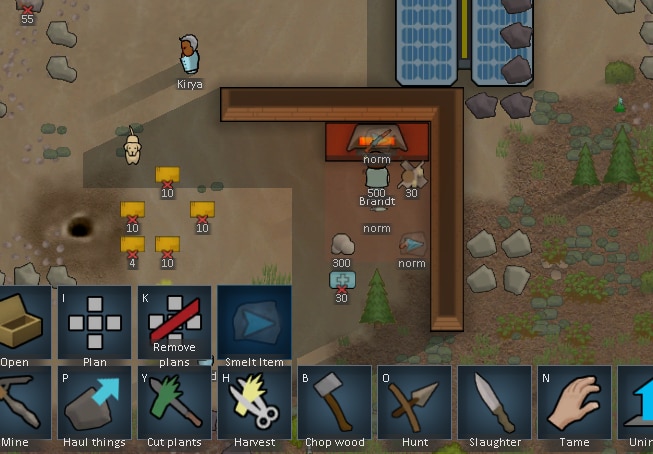 55
Kirya
norm
10
500
30
Brandt
10
10
norm
4
10
300
norm
30
I
K
Open
Plan
Remove
plans
Smelt Item
P
Y
H
B
O
N
Mine
Haul things
Cut plants
Harvest
Chop wood
Hunt
Slaughter
Tame
Unin